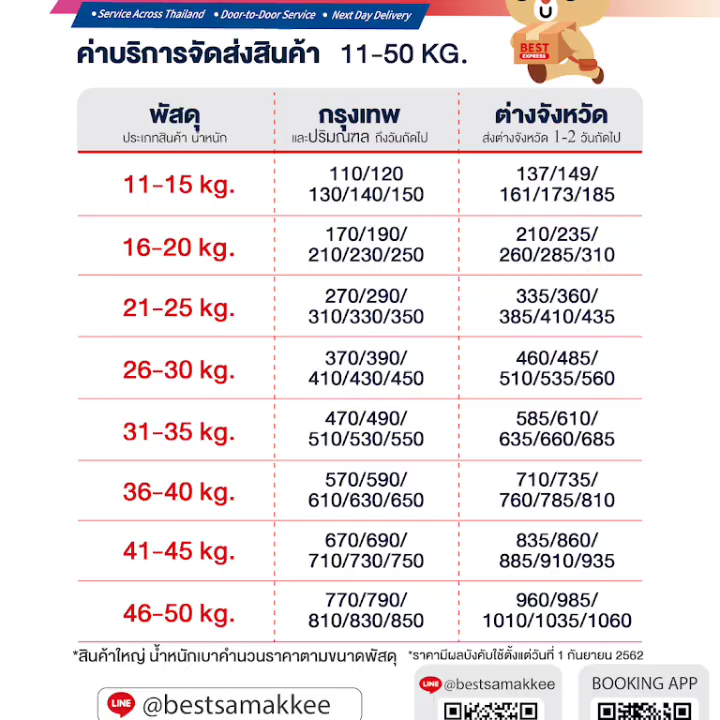 • Service Across Thailand • Door-to-Door Service • Next Day Delivery
ค่าบริการจัดส่งสินค้า 11-50 KG.
BEST
EXPRESS
พัสดุ กรุงเทพ ต่างจังหวัด
ประเภทสินค้า น้ำหนัก และปริมณฑล ถึงวันถัดไป ส่งต่างจังหวัด 1-2 วันถัดไป
11-15 kg. 110/120 137/149/
130/140/150 161/173/185
16-20 kg. 170/190/ 210/235/
210/230/250 260/285/310
21-25 kg. 270/290/ 335/360/
310/330/350 385/410/435
26-30 kg. 370/390/ 460/485/
410/430/450 510/535/560
31-35 kg. 470/490/ 585/610/
510/530/550 635/660/685
36-40 kg. 570/590/ 710/735/
610/630/650 760/785/810
41-45 kg. 670/690/ 835/860/
710/730/750 885/910/935
46-50 kg. 770/790/ 960/985/
810/830/850 1010/1035/1060
*สินค้าใหญ่ น้ำหนักเบาคำนวนราคาตามขนาดพัสดุ *ราคามีผลบังคับใช้ตั้งแต่วันที่ 1 กันยายน 2562
LINE @bestsamakkee
LINE @bestsamakkee
BOOKING APP